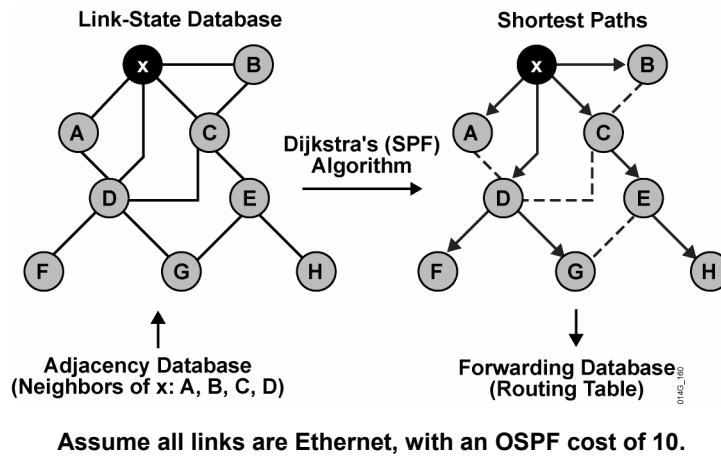 Link-State Database
Shortest Paths
x
B
A
C
D
E
F
G
H
Dijkstra's (SPF)
Algorithm
x
B
A
C
D
E
F
G
H
Adjacency Database
(Neighbors of x: A, B, C, D)
Forwarding Database
(Routing Table)
014G_160
Assume all links are Ethernet, with an OSPF cost of 10.